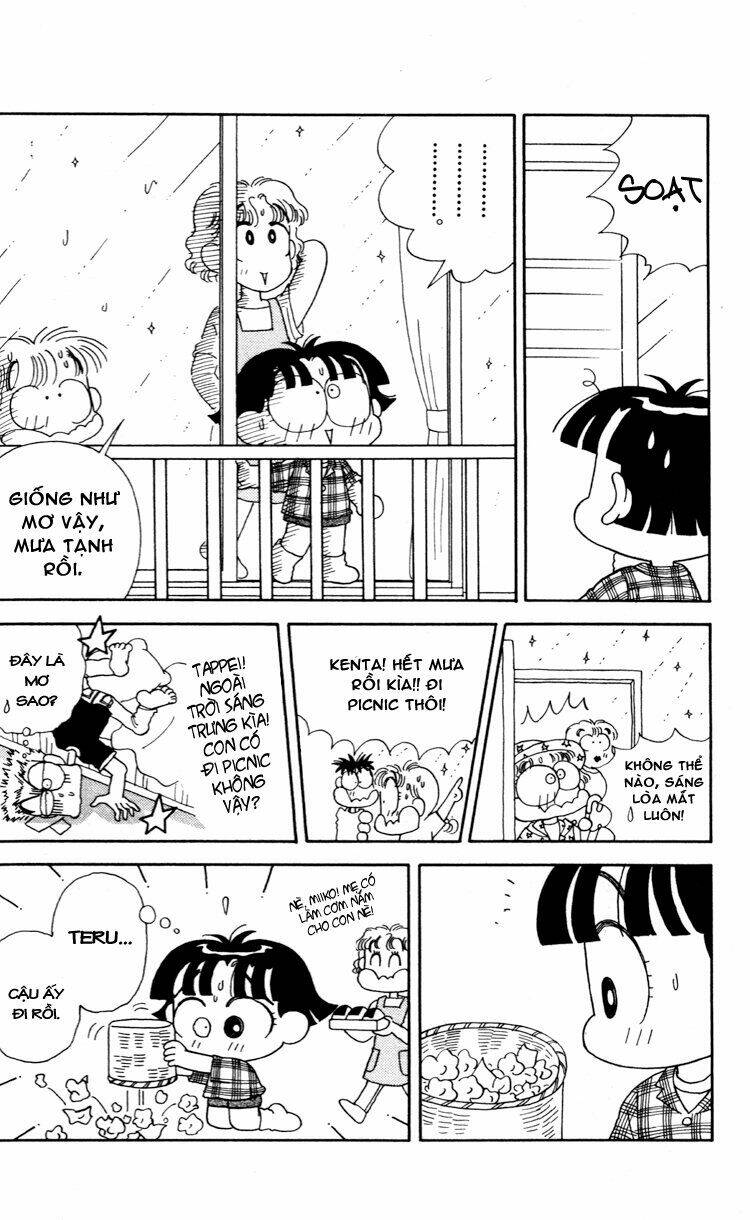 SOẠT
GIỐNG NHƯ
MƠ VẬY,
MƯA TẠNH
RỒI.
KHÔNG THỂ
NÀO, SÁNG
LÓA MẮT
LUÔN!
KENTA! HẾT MƯA
RỒI KÌA!! ĐI
PICNIC THÔI!
TAPPEI!
NGOÀI
TRỜI SÁNG
TRƯNG KÌA!
CON CÓ
ĐI PICNIC
KHÔNG
VẬY?
ĐÂY LÀ
MƠ
SAO?
NÈ, MIIKO! MẸ CÓ
LÀM CƠM NẮM
CHO CON NÈ!
TERU...
CẬU ẤY
ĐI RỒI.